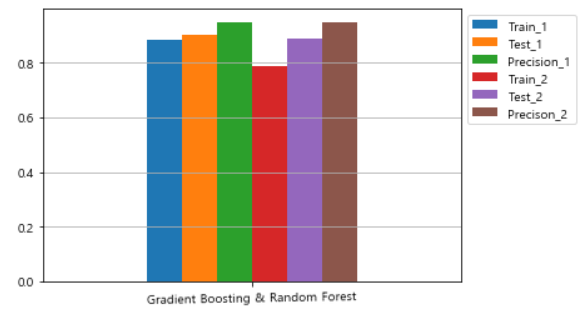 0.8
0.6
0.4
0.2
0.0
Gradient Boosting & Random Forest
Train_1
Test_1
Precision_1
Train_2
Test_2
Precison_2